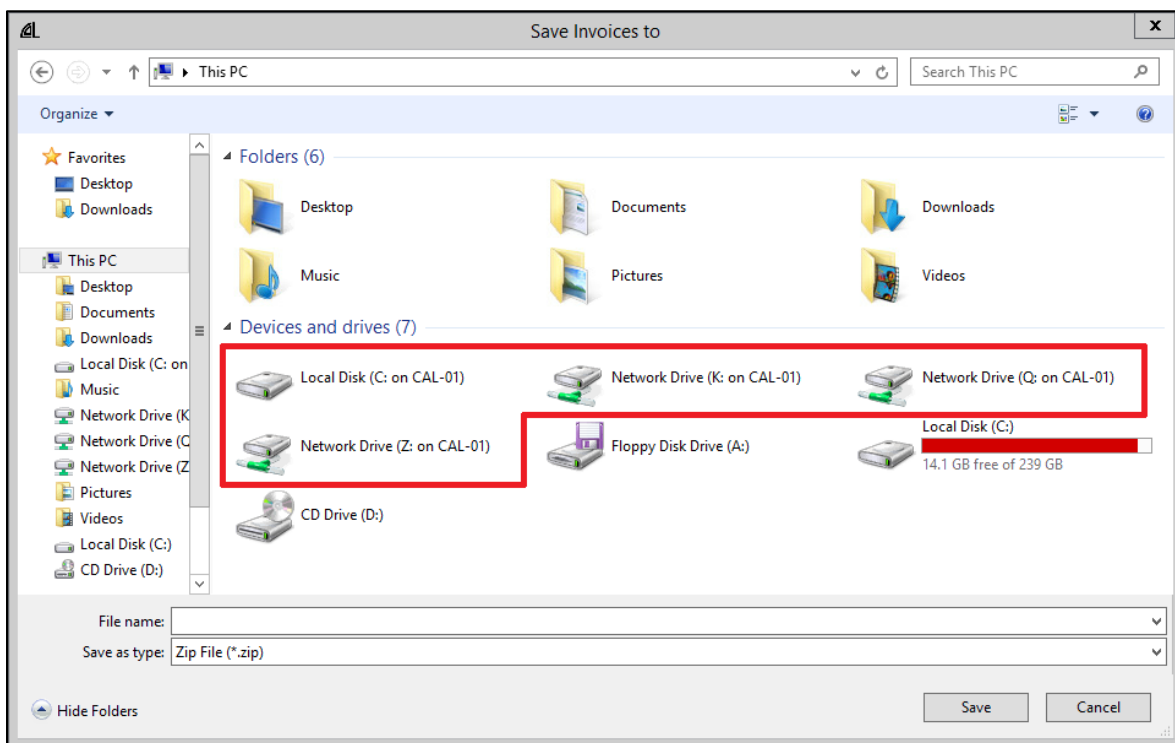 Save Invoices to
x
This PC
Search This PC
Organize
Favorites
Desktop
Downloads
This PC
Desktop
Documents
Downloads
Local Disk (C: on
Music
Network Drive (K
Network Drive (Q
Network Drive (Z
Pictures
Videos
Local Disk (C:)
CD Drive (D:)
Folders (6)
Desktop
Documents
Downloads
Music
Pictures
Videos
Devices and drives (7)
Local Disk (C: on CAL-01)
Network Drive (K: on CAL-01)
Network Drive (Q: on CAL-01)
Network Drive (Z: on CAL-01)
Floppy Disk Drive (A:)
Local Disk (C:)
14.1 GB free of 239 GB
CD Drive (D:)
File name:
Save as type: Zip File (*.zip)
Hide Folders
Save
Cancel